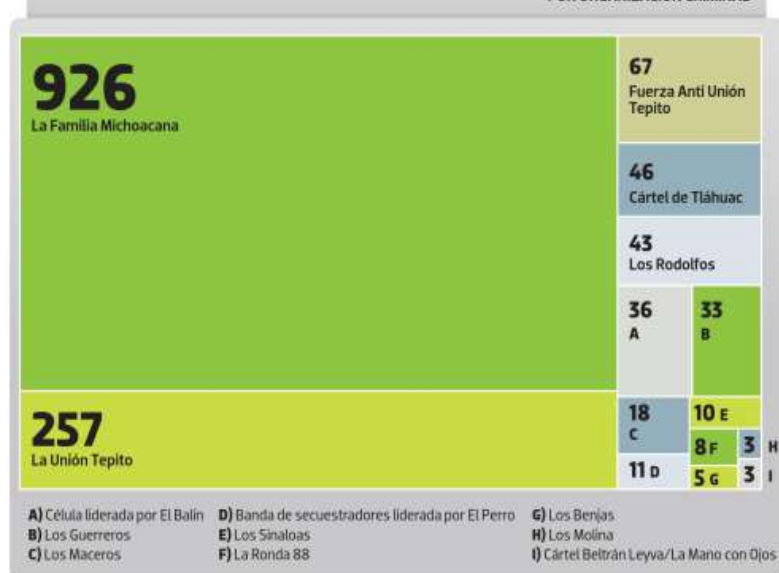 POR ORGANIZACIÓN CRIMINAL
926
La Familia Michoacana
67
Fuerza Anti Unión
Tepito
46
Cártel de Tláhuac
43
Los Rodolfos
36
A
33
B
257
La Unión Tepito
18
C
10 E
8 F
3 H
11 D
5 G
3 I
A) Célula liderada por El Balín
B) Los Guerreros
C) Los Maceros
D) Banda de secuestradores liderada por El Perro
E) Los Sinaloas
F) La Ronda 88
G) Los Benjas
H) Los Molina
I) Cártel Beltrán Leyva/La Mano con Ojos